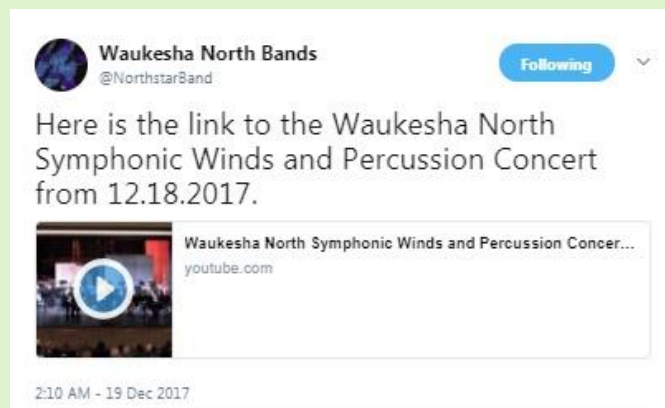 Waukesha North Bands
@NorthstarBand
Following
Here is the link to the Waukesha North
Symphonic Winds and Percussion Concert
from 12.18.2017.
Waukesha North Symphonic Winds and Percussion Concer...
youtube.com
2:10 AM - 19 Dec 2017